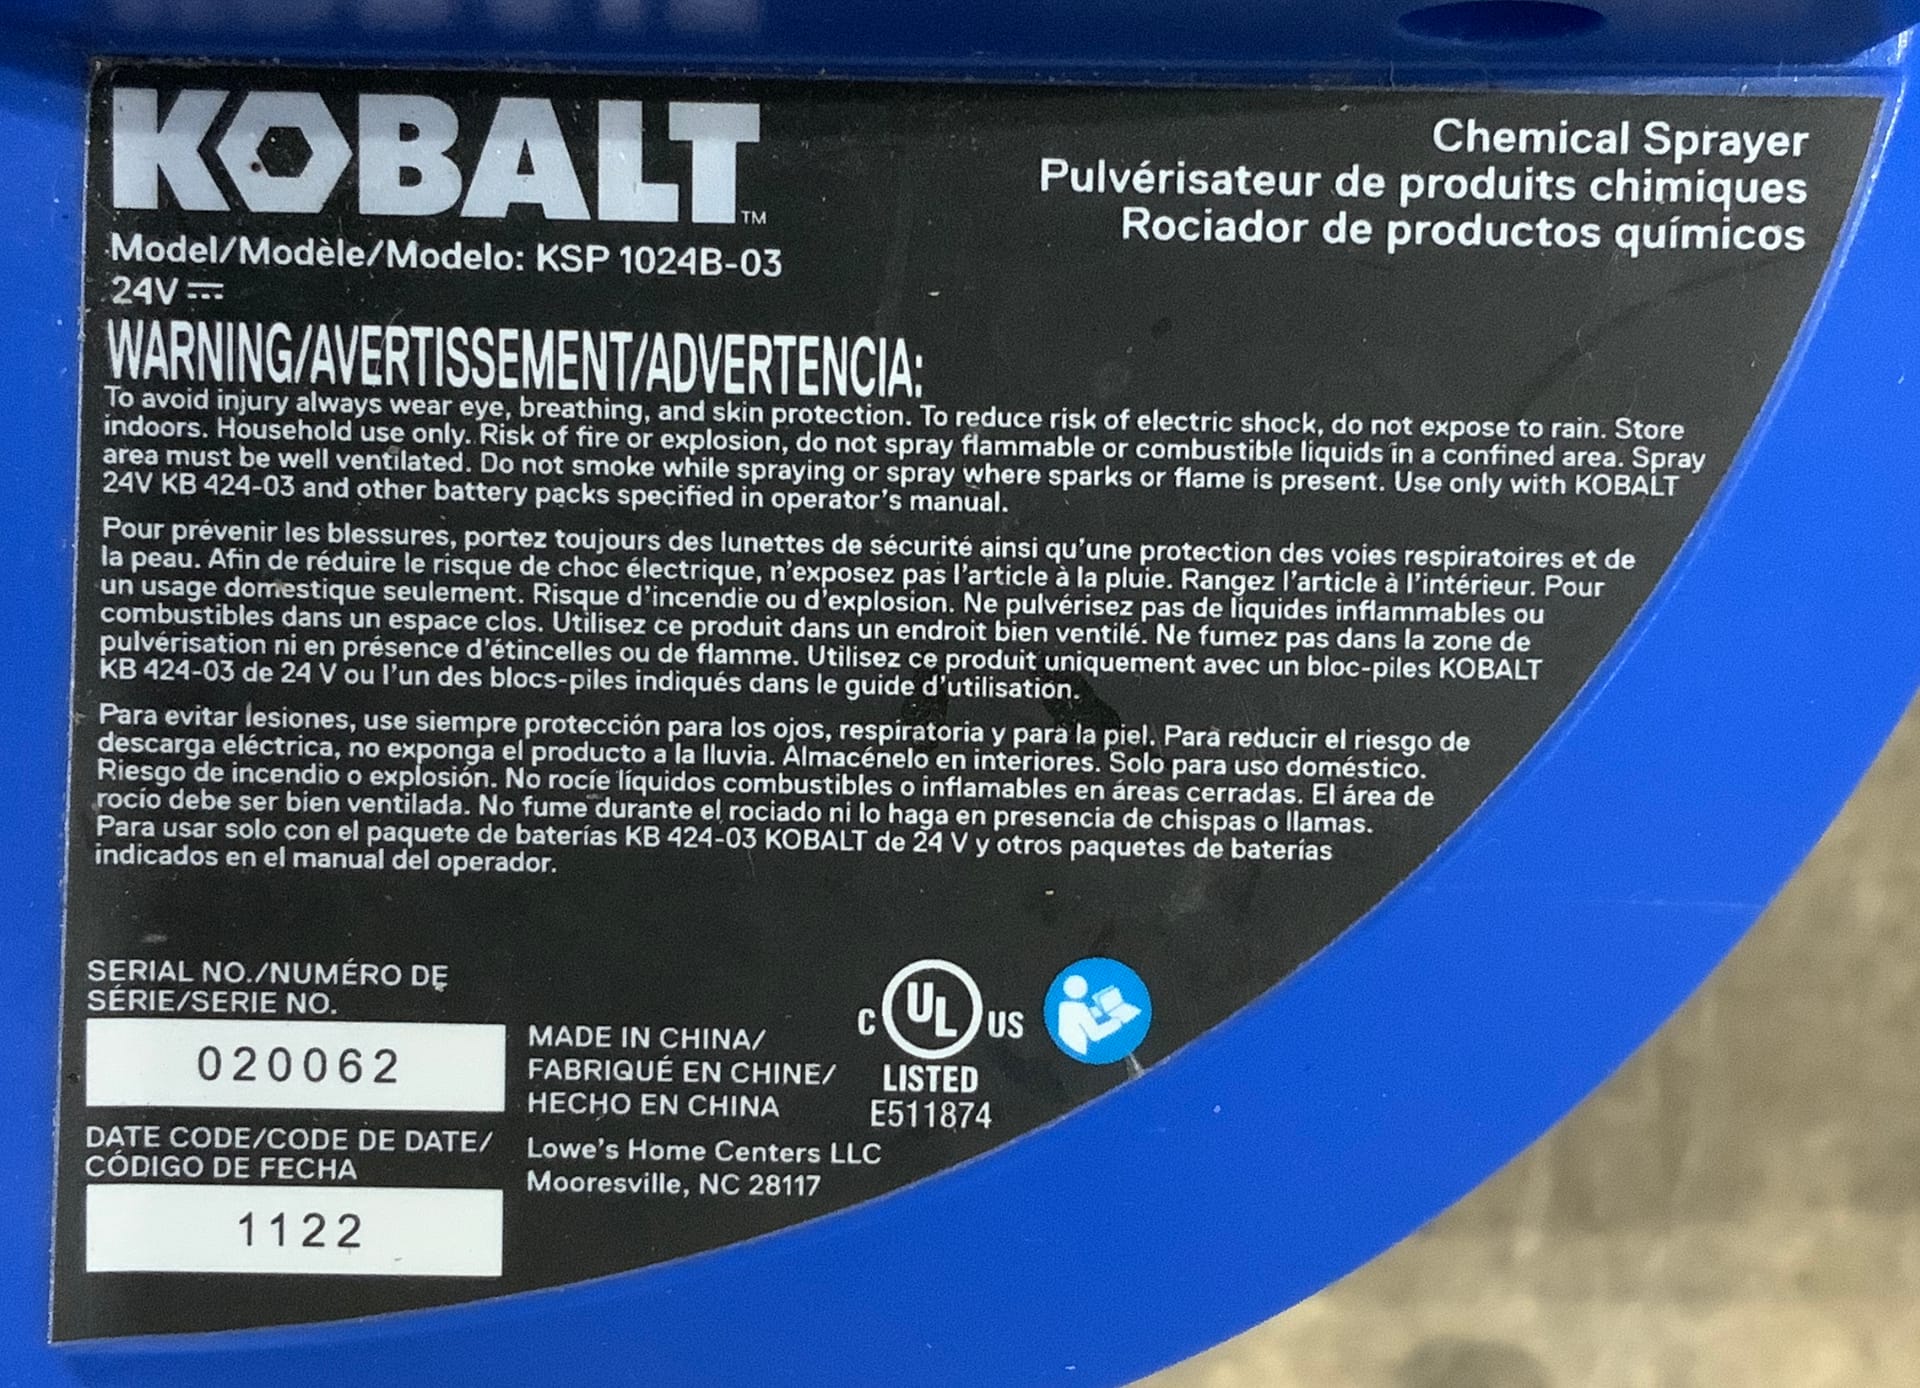 KOBALT™
Chemical Sprayer
Pulvérisateur de produits chimiques
Rociador de productos químicos
Model/Modèle/Modelo: KSP 1024B-03
24V ⎓
WARNING/AVERTISSEMENT/ADVERTENCIA:
To avoid injury always wear eye, breathing, and skin protection. To reduce risk of electric shock, do not expose to rain. Store
indoors. Household use only. Risk of fire or explosion, do not spray flammable or combustible liquids in a confined area. Spray
area must be well ventilated. Do not smoke while spraying or spray where sparks or flame is present. Use only with KOBALT
24V KB 424-03 and other battery packs specified in operator's manual.
Pour prévenir les blessures, portez toujours des lunettes de sécurité ainsi qu'une protection des voies respiratoires et de
la peau. Afin de réduire le risque de choc électrique, n'exposez pas l'article à la pluie. Rangez l'article à l'intérieur. Pour
un usage domestique seulement. Risque d'incendie ou d'explosion. Ne pulvérisez pas de liquides inflammables ou
combustibles dans un espace clos. Utilisez ce produit dans un endroit bien ventilé. Ne fumez pas dans la zone de
pulvérisation ni en présence d'étincelles ou de flamme. Utilisez ce produit uniquement avec un bloc-piles KOBALT
KB 424-03 de 24 V ou l'un des blocs-piles indiqués dans le guide d'utilisation.
Para evitar lesiones, use siempre protección para los ojos, respiratoria y para la piel. Para reducir el riesgo de
descarga eléctrica, no exponga el producto a la lluvia. Almacénelo en interiores. Solo para uso doméstico.
Riesgo de incendio o explosión. No rocíe líquidos combustibles o inflamables en áreas cerradas. El área de
rocío debe ser bien ventilada. No fume durante el rociado ni lo haga en presencia de chispas o llamas.
Para usar solo con el paquete de baterías KB 424-03 KOBALT de 24 V y otros paquetes de baterías
indicados en el manual del operador.
SERIAL NO./NUMÉRO DE
SÉRIE/SERIE NO.
020062
DATE CODE/CODE DE DATE/
CÓDIGO DE FECHA
1122
MADE IN CHINA/
FABRIQUÉ EN CHINE/
HECHO EN CHINA
Lowe's Home Centers LLC
Mooresville, NC 28117
C UL US
LISTED
E511874